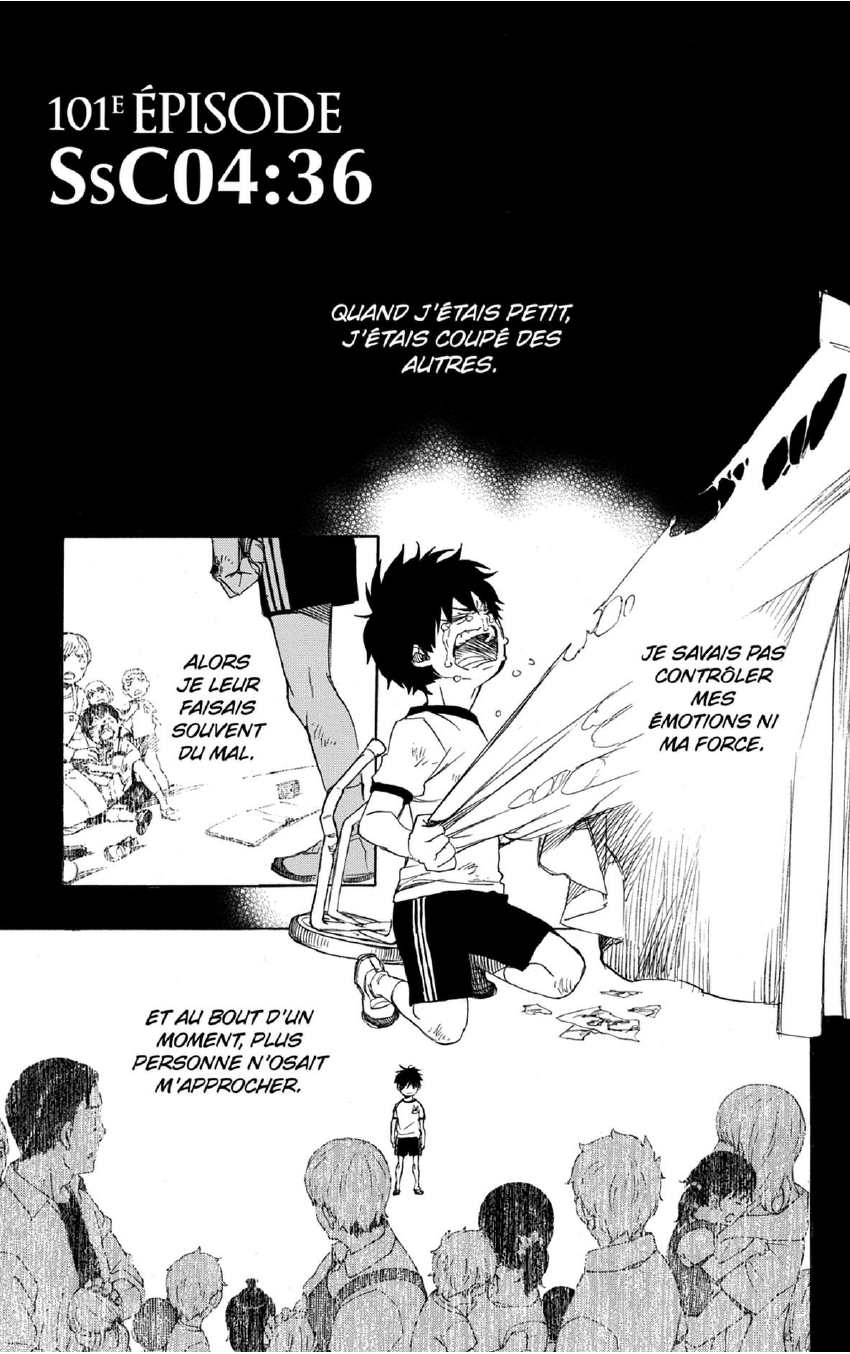 101E ÉPISODE
SsC04:36
QUAND J'ÉTAIS PETIT,
J'ÉTAIS COUPÉ DES
AUTRES.
JE SAVAIS PAS
CONTRÔLER
MES
ÉMOTIONS NI
MA FORCE.
ALORS
JE LEUR
FAISAIS
SOUVENT
DU MAL.
ET AU BOUT D'UN
MOMENT, PLUS
PERSONNE N'OSAIT
M'APPROCHER.